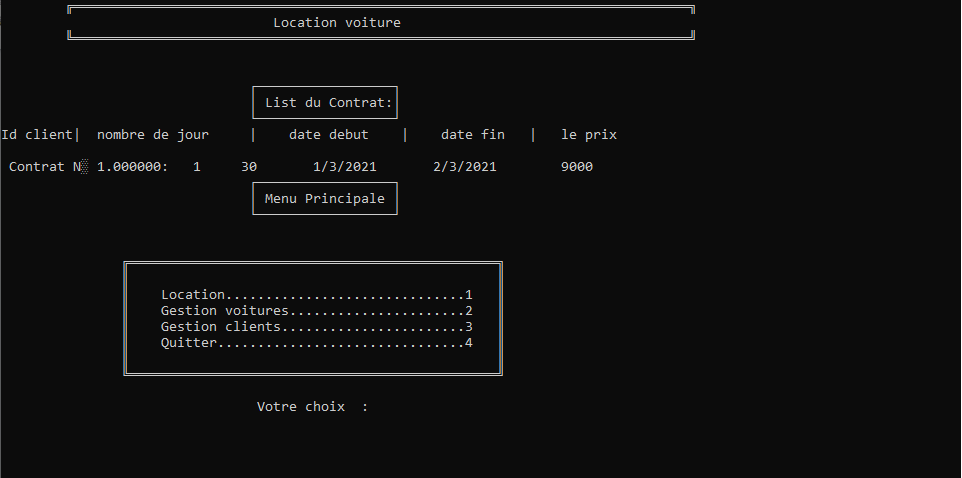 Location voiture
List du Contrat:
Id client| nombre de jour | date debut | date fin | le prix
Contrat N░ 1.000000: 1 30 1/3/2021 2/3/2021 9000
Menu Principale
Location..............................1
Gestion voitures......................2
Gestion clients.......................3
Quitter...............................4
Votre choix :